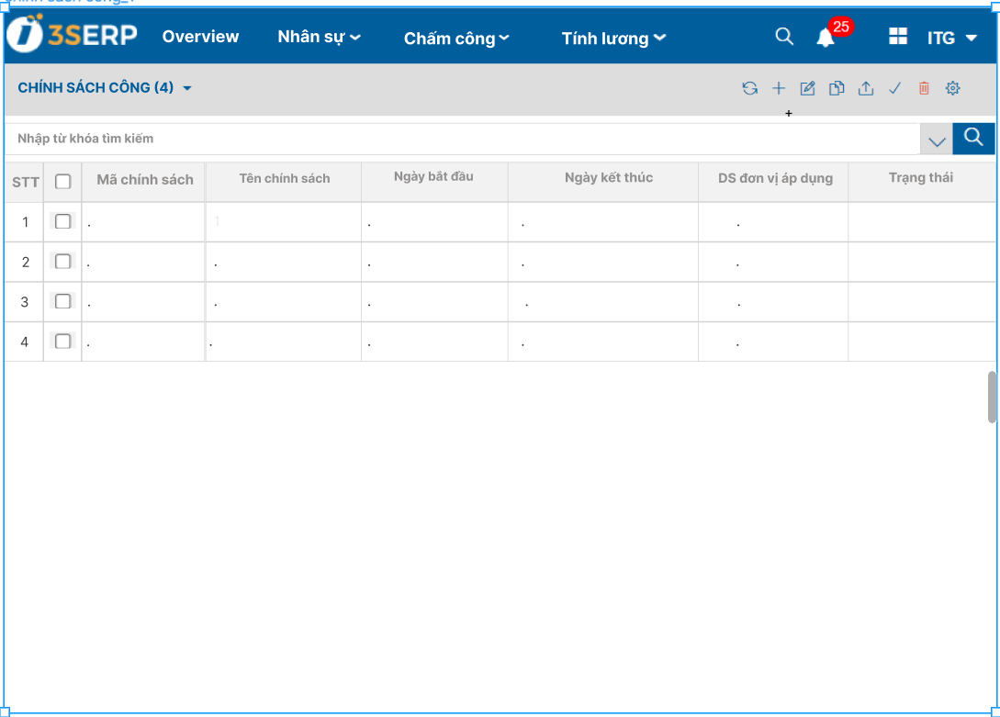 3SERP Overview Nhân sự Chấm công Tính lương 25 ITG
CHÍNH SÁCH CÔNG (4)
Nhập từ khóa tìm kiếm
STT Mã chính sách Tên chính sách Ngày bắt đầu Ngày kết thúc DS đơn vị áp dụng Trạng thái
1 . 1 . . .
2 . . . . .
3 . . . . .
4 . . . . .